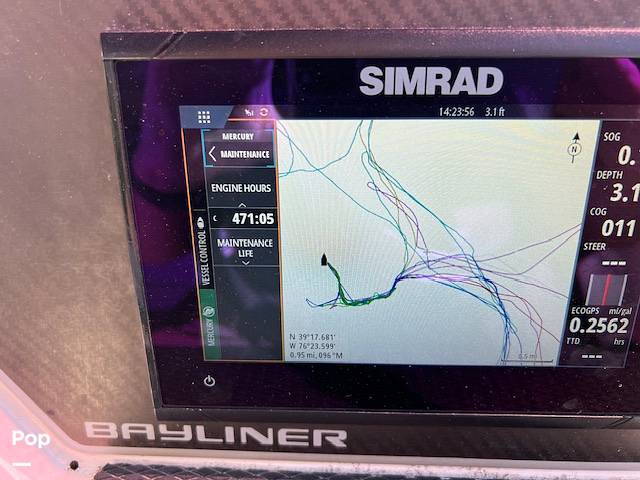 SIMRAD
14:23:56 3.1 ft
MERCURY
MAINTENANCE
ENGINE HOURS
C 471:05
MAINTENANCE
LIFE
VESSEL CONTROL
MERCURY
N
N 39°17.681'
W 76°23.599'
0.95 mi, 096 °M
0.5 mi
SOG
0.
DEPTH
3.1
COG
011
STEER
---
ECOGPS mi/gal
0.2562
TTD hrs
---
BAYLINER
Pop